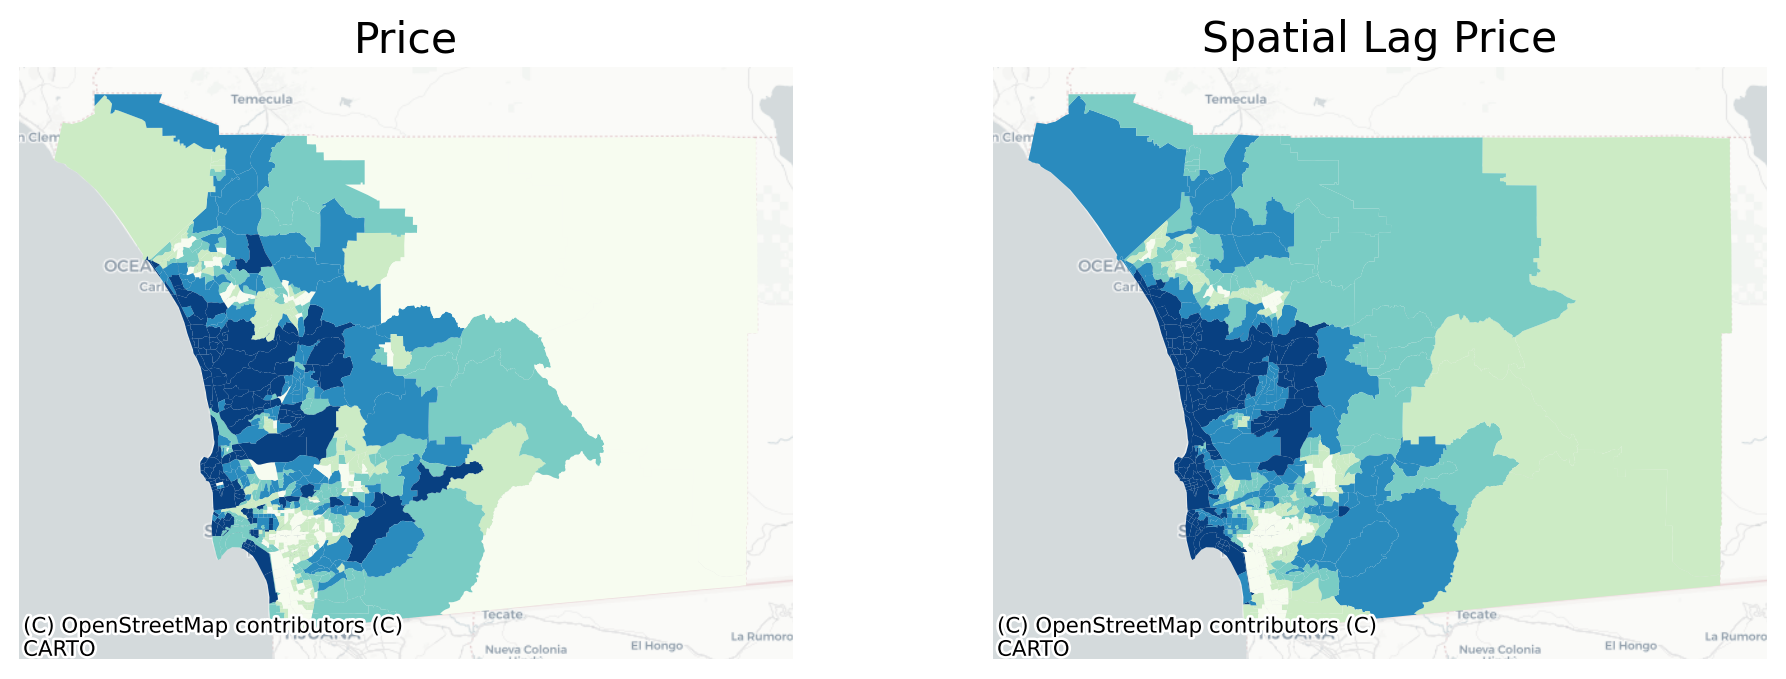 Price
Spatial Lag Price
Temecula
n Clem
OCEA
Carl
S
Tecate
TIJUANA
Nueva Colonia
El Hongo
La Rumoro
(C) OpenStreetMap contributors (C)
CARTO
Temecula
n Clem
OCEA
Carl
S
Tecate
TIJUANA
Nueva Colonia
El Hongo
La Rumoro
(C) OpenStreetMap contributors (C)
CARTO